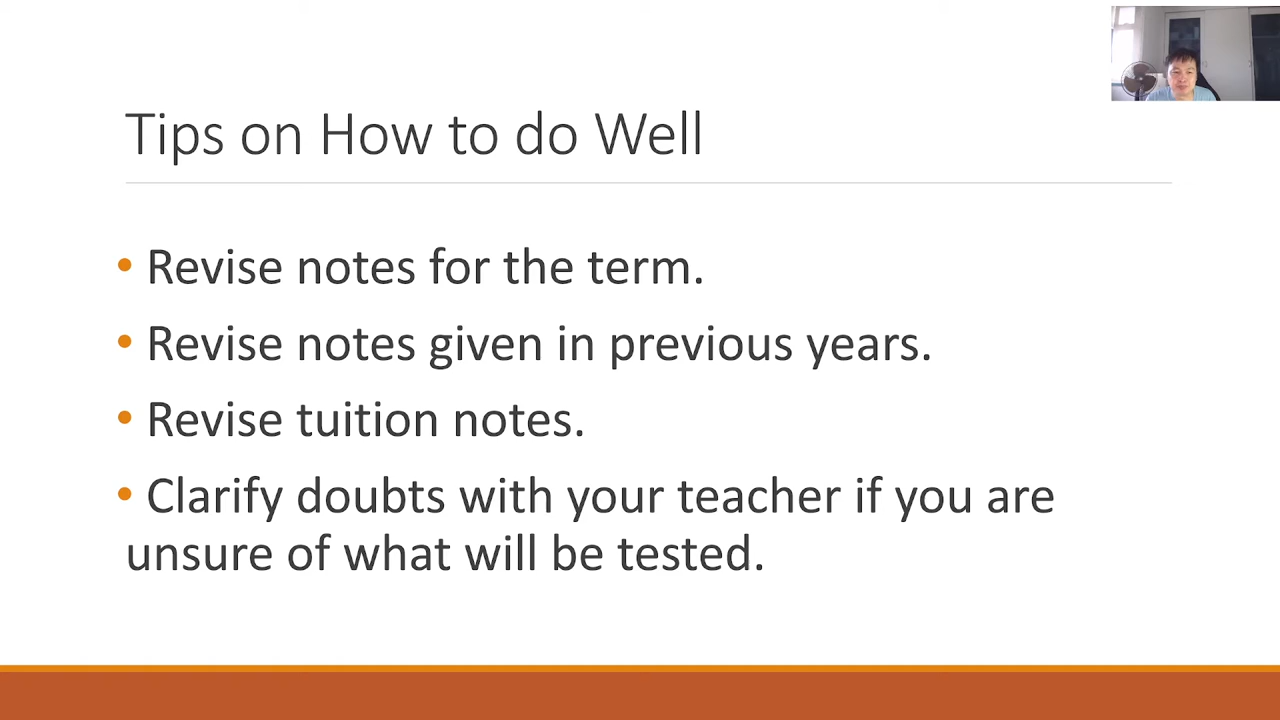 Tips on How to do Well
• Revise notes for the term.
• Revise notes given in previous years.
• Revise tuition notes.
• Clarify doubts with your teacher if you are
unsure of what will be tested.